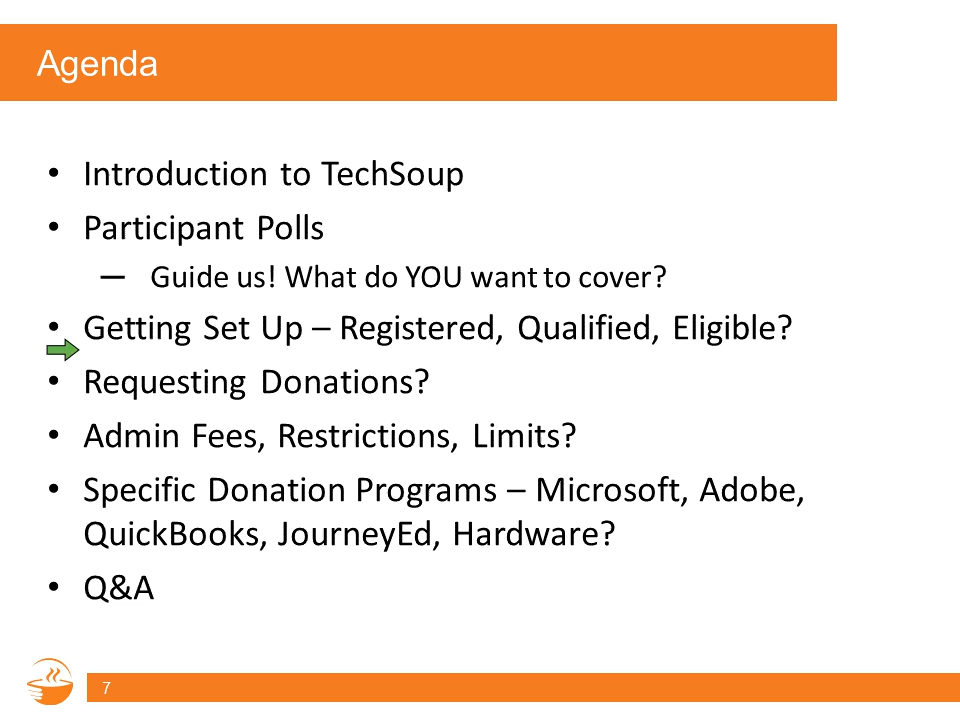 Agenda
• Introduction to TechSoup
• Participant Polls
– Guide us! What do YOU want to cover?
• Getting Set Up – Registered, Qualified, Eligible?
• Requesting Donations?
• Admin Fees, Restrictions, Limits?
• Specific Donation Programs – Microsoft, Adobe,
QuickBooks, JourneyEd, Hardware?
• Q&A
7